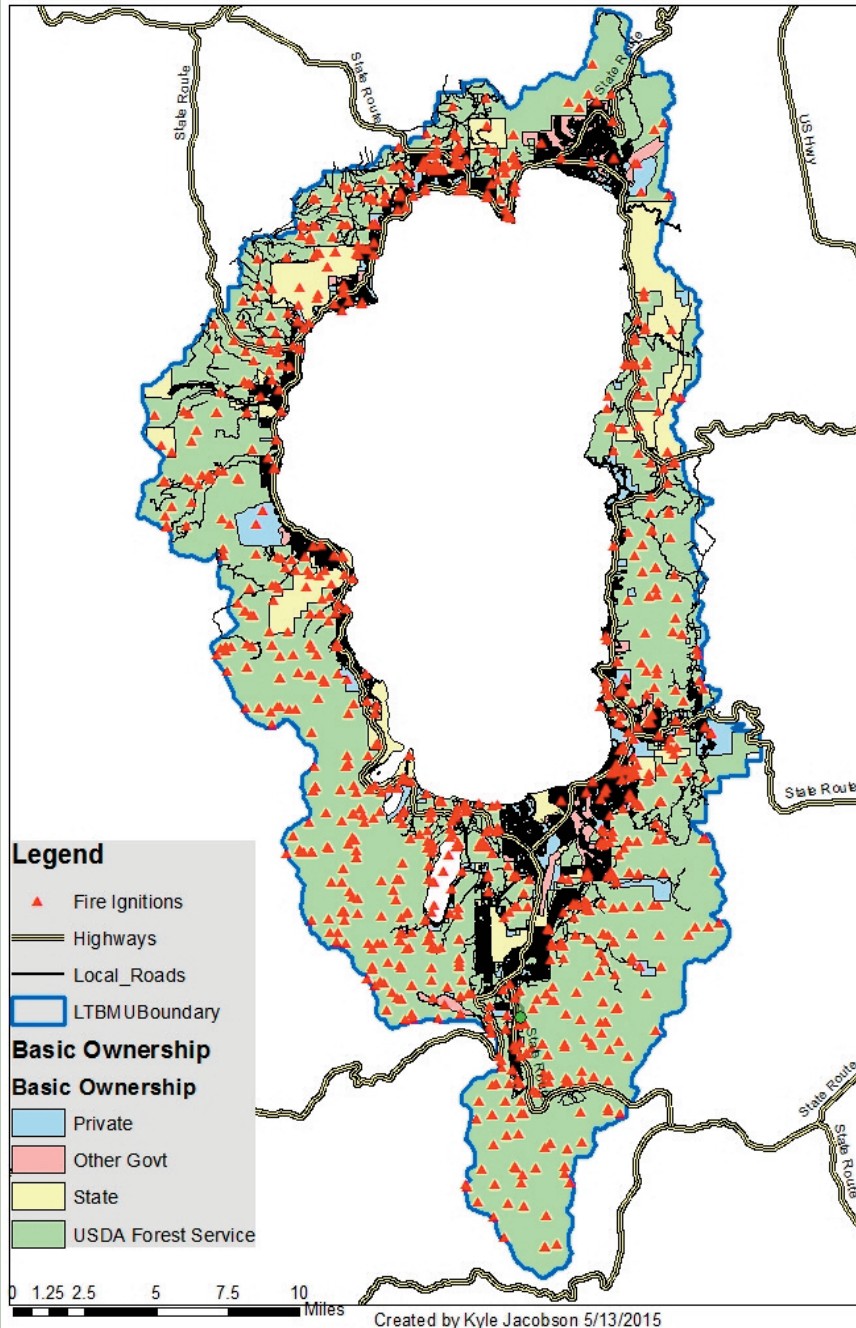 State Route
State Route
State Route
US Hwy
State Route
State Rou
State Route
State Route
Legend
Fire Ignitions
Highways
Local_Roads
LTBMUBoundary
Basic Ownership
Basic Ownership
Private
Other Govt
State
USDA Forest Service
0 1.25 2.5 5 7.5 10
Miles
Created by Kyle Jacobson 5/13/2015